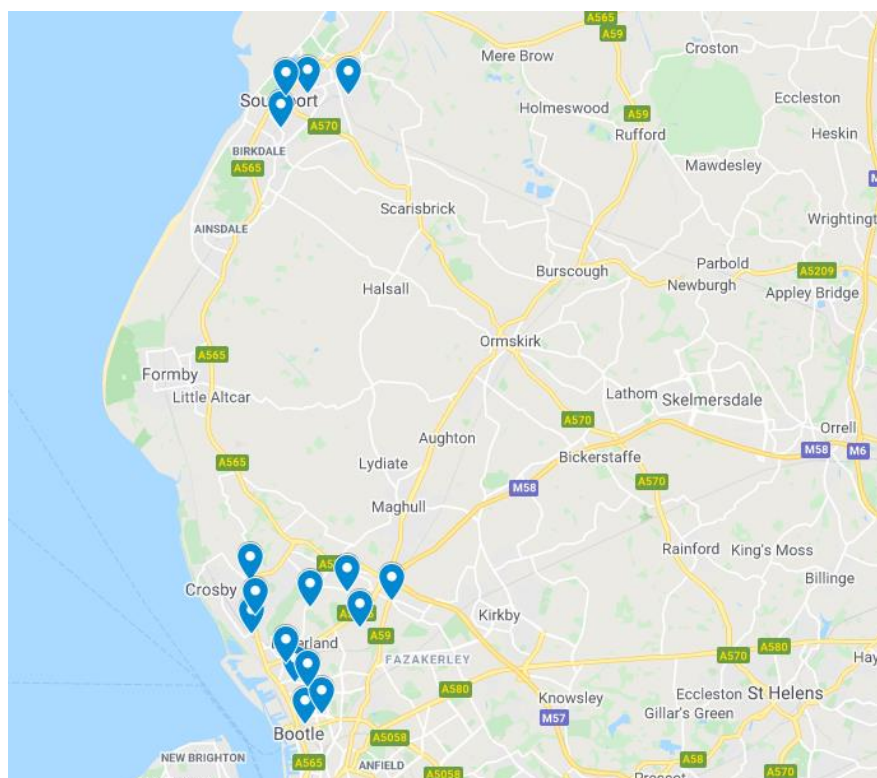 A565
A59
Croston
Mere Brow
Eccleston
Holmeswood
A59
Rufford
Heskin
A570
BIRKDALE
A565
Mawdesley
Scarisbrick
Wrightington
AINSDALE
Burscough
Parbold
A5209
Newburgh
Appley Bridge
Halsall
Ormskirk
A565
Formby
Little Altcar
Lathom
Skelmersdale
A570
Orrell
Aughton
M58
M6
Bickerstaffe
Lydiate
A565
M58
A570
Maghull
Rainford
King's Moss
Billinge
Crosby
Kirkby
A59
A580
FAZAKERLEY
A570
Hay
A580
Knowsley
Eccleston
St Helens
Gillar's Green
M57
Bootle
A5058
NEW BRIGHTON
A565
ANFIELD
A5058
A58
A570